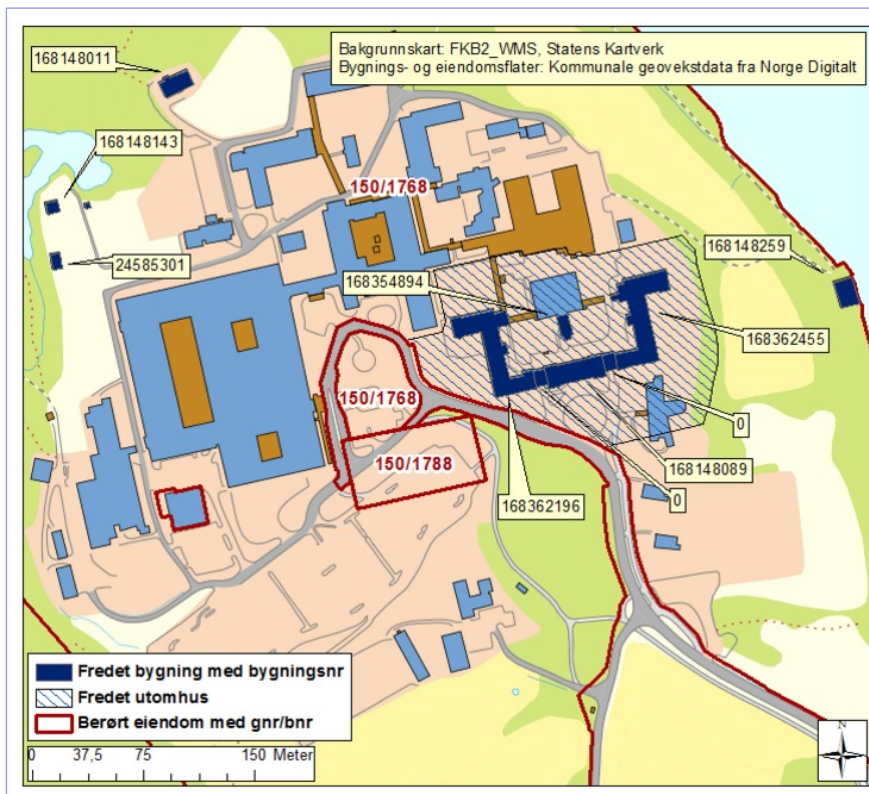 Bakgrunnskart: FKB2_WMS, Statens Kartverk
Bygnings- og eiendomsflater: Kommunale geovekstdata fra Norge Digitalt
168148011
168148143
150/1768
24585301
168148259
168354894
168362455
150/1768
0
150/1788
168148089
168362196
0
Fredet bygning med bygningsnr
Fredet utomhus
Berørt eiendom med gnr/bnr
0 37,5 75 150 Meter
N